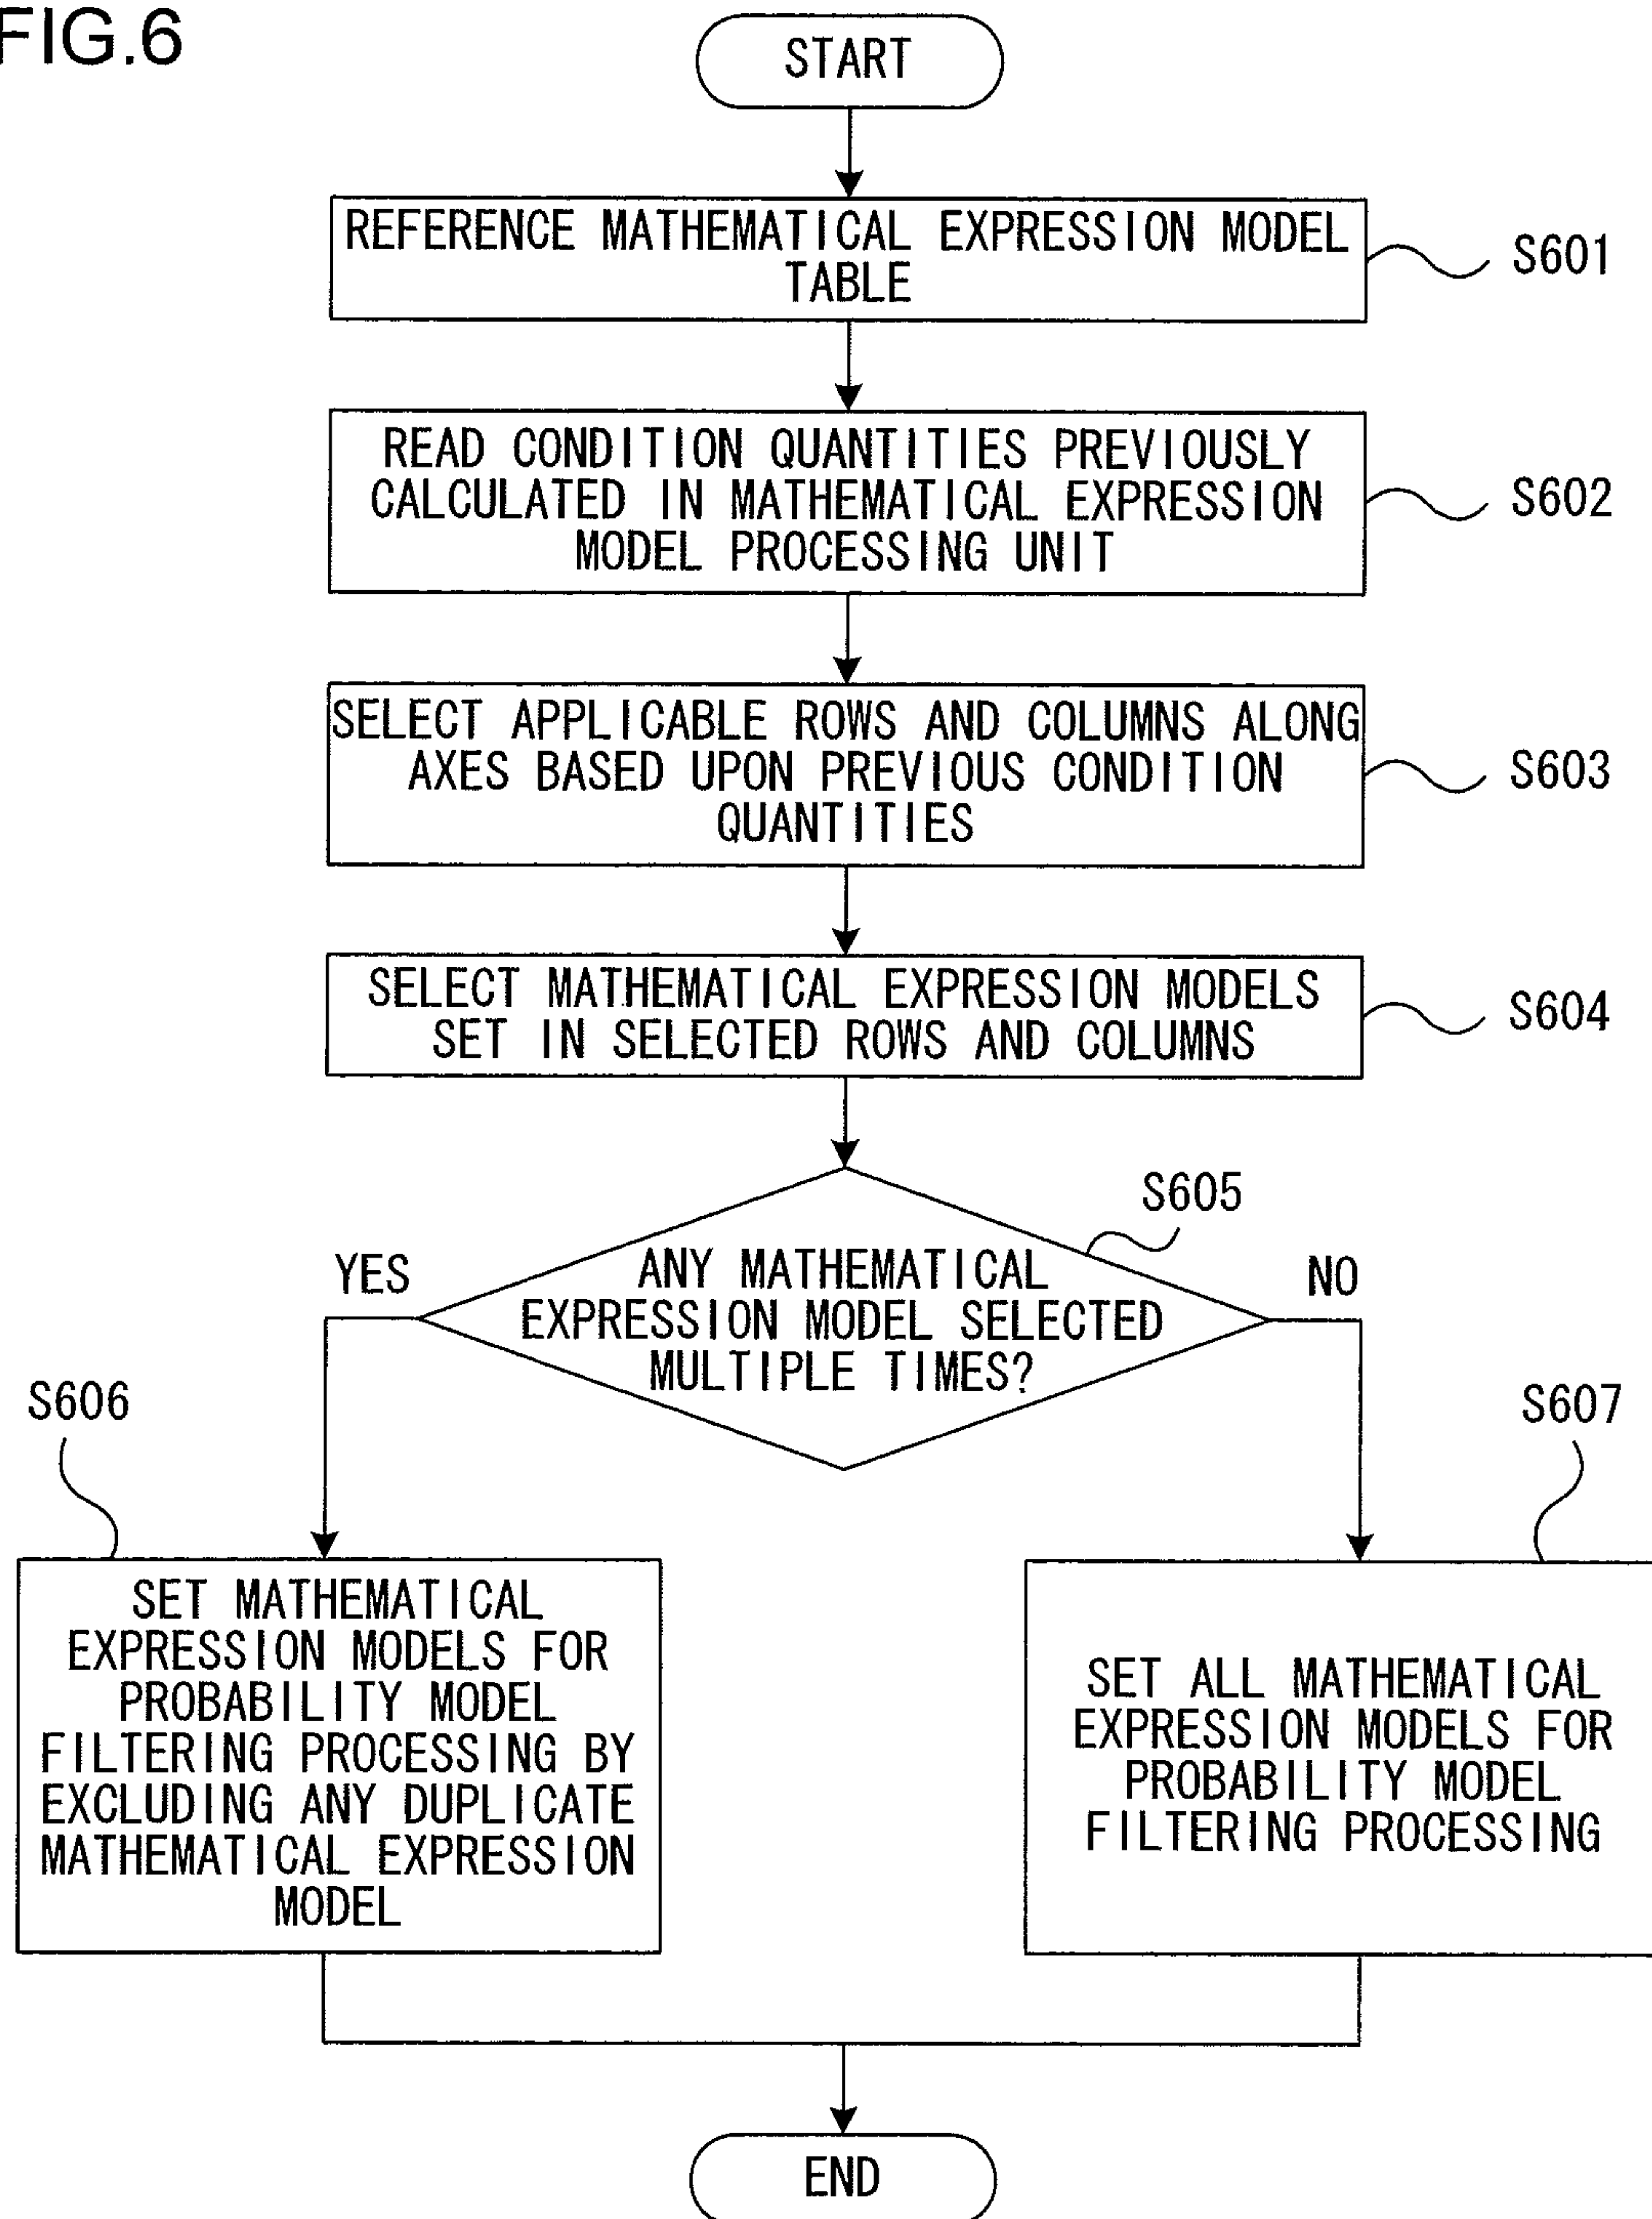 FIG.6
START
REFERENCE MATHEMATICAL EXPRESSION MODEL
TABLE
S601
READ CONDITION QUANTITIES PREVIOUSLY
CALCULATED IN MATHEMATICAL EXPRESSION
MODEL PROCESSING UNIT
S602
SELECT APPLICABLE ROWS AND COLUMNS ALONG
AXES BASED UPON PREVIOUS CONDITION
QUANTITIES
S603
SELECT MATHEMATICAL EXPRESSION MODELS
SET IN SELECTED ROWS AND COLUMNS
S604
S605
YES
ANY MATHEMATICAL
EXPRESSION MODEL SELECTED
MULTIPLE TIMES?
NO
S606
SET MATHEMATICAL
EXPRESSION MODELS FOR
PROBABILITY MODEL
FILTERING PROCESSING BY
EXCLUDING ANY DUPLICATE
MATHEMATICAL EXPRESSION
MODEL
S607
SET ALL MATHEMATICAL
EXPRESSION MODELS FOR
PROBABILITY MODEL
FILTERING PROCESSING
END